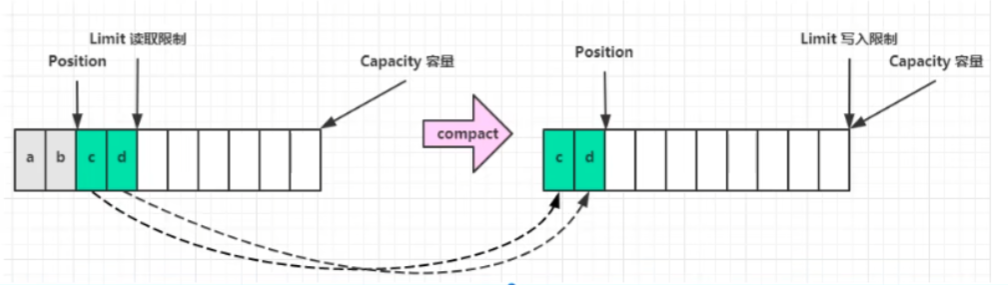 Limit 读取限制
Position
Capacity 容量
a b c d
compact
Position
Limit 写入限制
Capacity 容量
c d